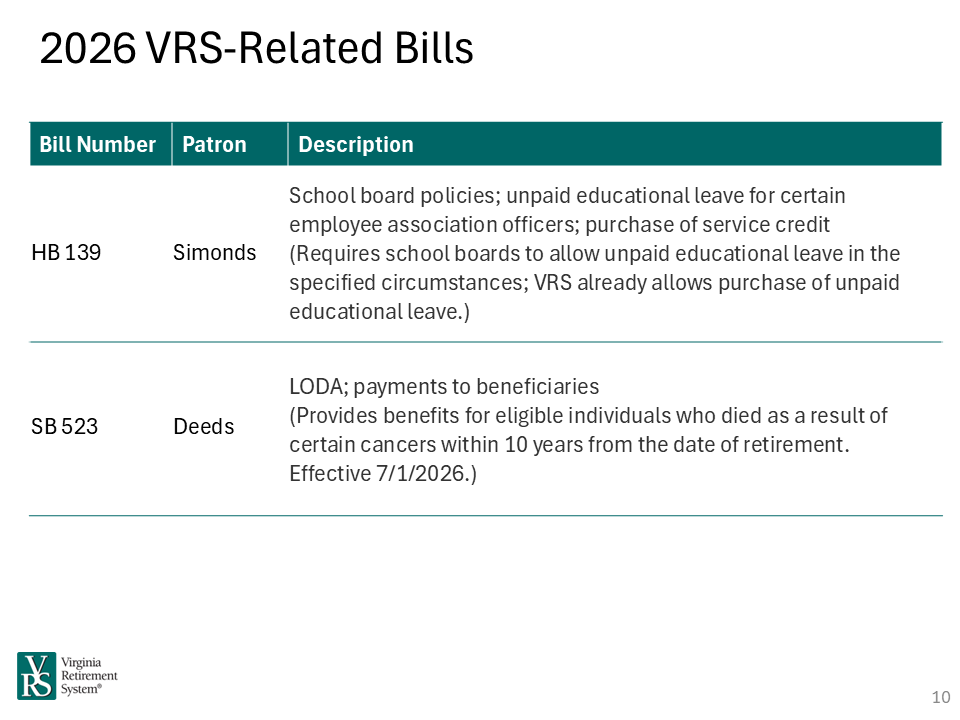 2026 VRS-Related Bills
Bill Number Patron Description
School board policies; unpaid educational leave for certain
employee association officers; purchase of service credit
HB 139 Simonds (Requires school boards to allow unpaid educational leave in the
specified circumstances; VRS already allows purchase of unpaid
educational leave.)
LODA; payments to beneficiaries
(Provides benefits for eligible individuals who died as a result of
SB 523 Deeds certain cancers within 10 years from the date of retirement.
Effective 7/1/2026.)
VRS
Virginia
Retirement
System®
10